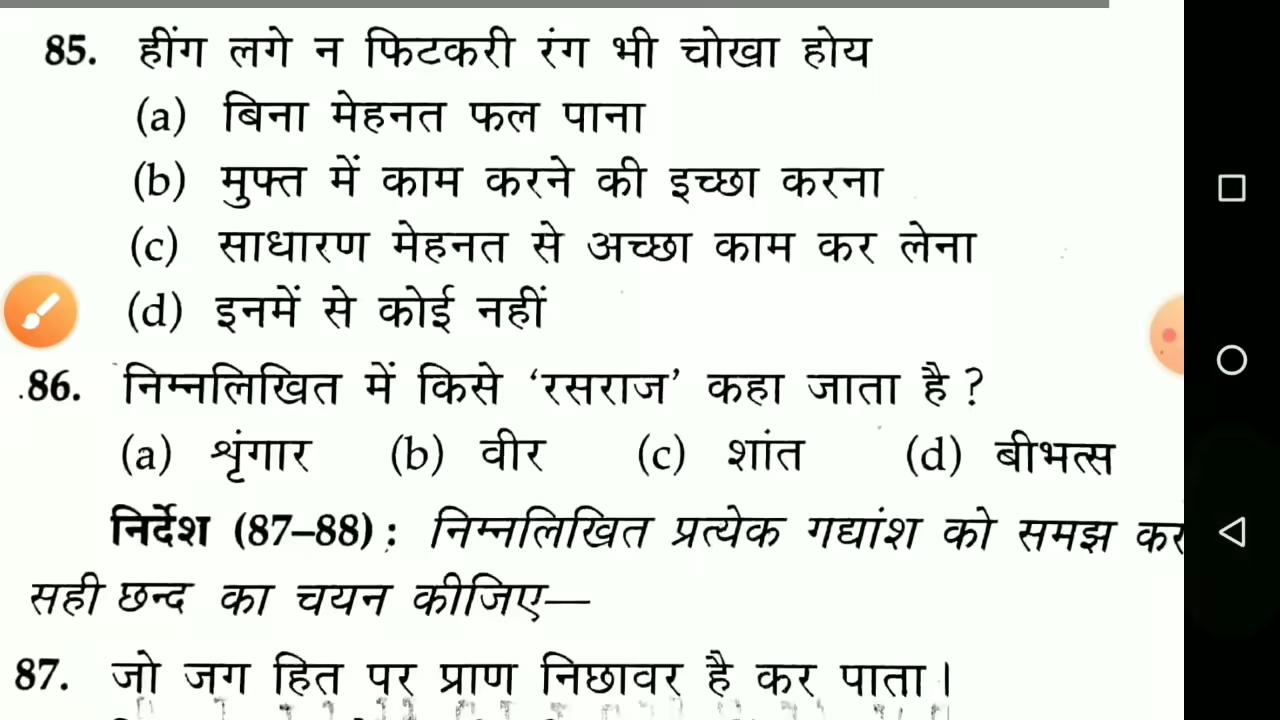 85. हींग लगे न फिटकरी रंग भी चोखा होय
(a) बिना मेहनत फल पाना
(b) मुफ्त में काम करने की इच्छा करना
(c) साधारण मेहनत से अच्छा काम कर लेना
(d) इनमें से कोई नहीं
86. निम्नलिखित में किसे ‘रसराज’ कहा जाता है ?
(a) शृंगार (b) वीर (c) शांत (d) बीभत्स
निर्देश (87–88) : निम्नलिखित प्रत्येक गद्यांश को समझ कर
सही छन्द का चयन कीजिए—
87. जो जग हित पर प्राण निछावर है कर पाता।